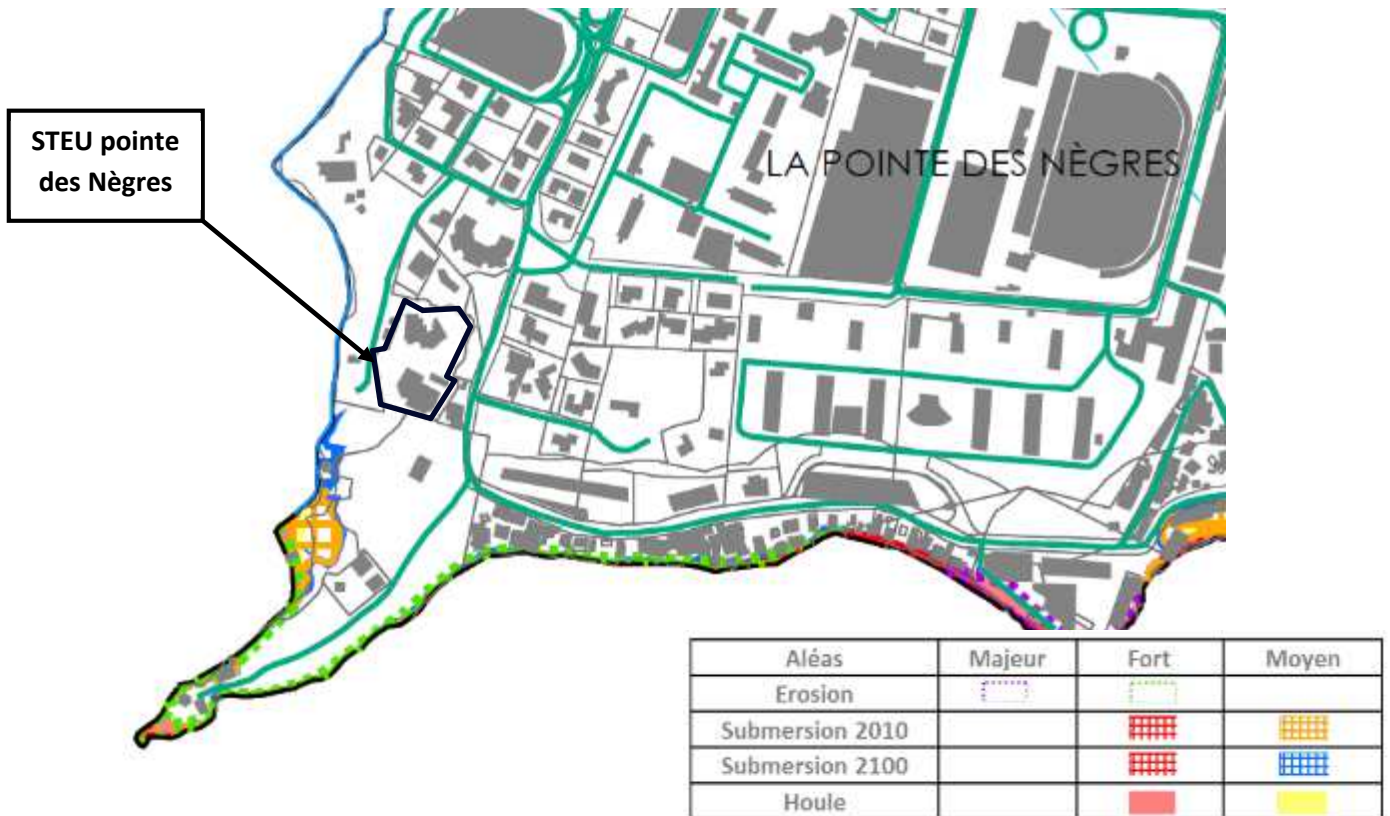 STEU pointe
des Nègres
LA POINTE DES NÈGRES
Aléas Majeur Fort Moyen
Erosion
Submersion 2010
Submersion 2100
Houle